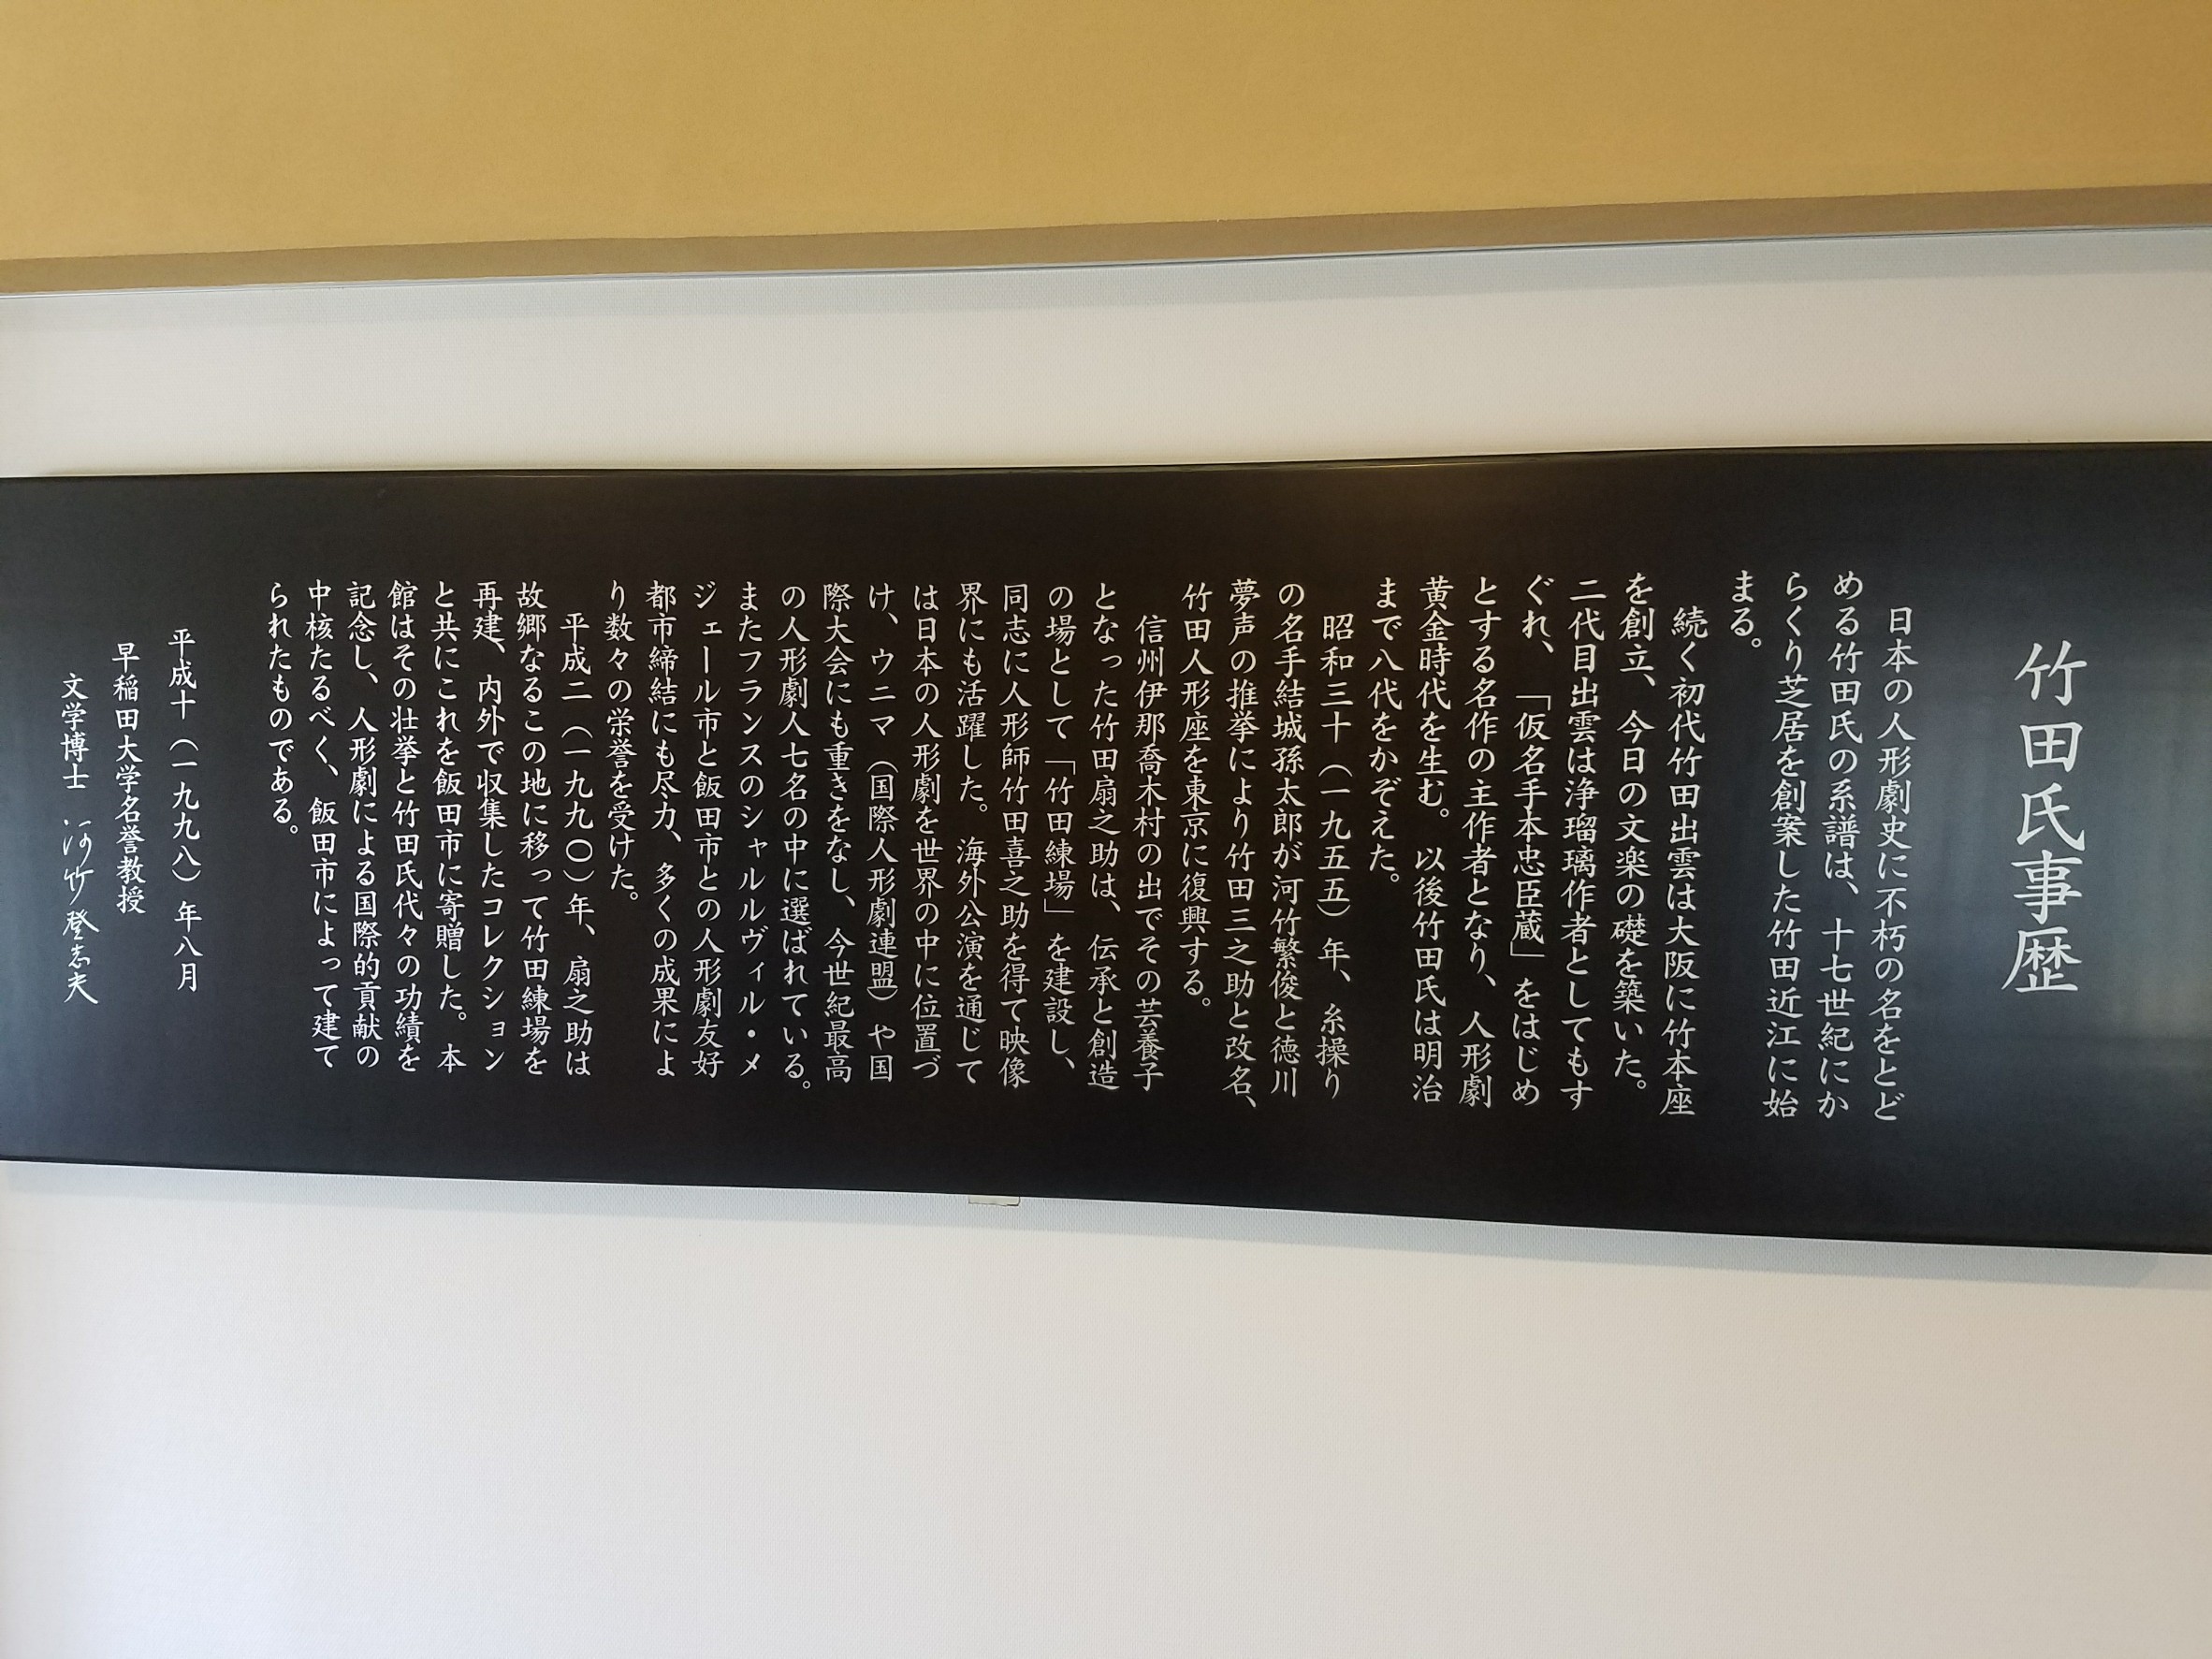 竹田氏事歴
日本の人形劇史に不朽の名をとど
める竹田氏の系譜は、十七世紀にか
らくり芝居を創案した竹田近江に始
まる。
続く初代竹田出雲は大阪に竹本座
を創立、今日の文楽の礎を築いた。
二代目出雲は浄瑠璃作者としてもす
ぐれ、「仮名手本忠臣蔵」をはじめ
とする名作の主作者となり、人形劇
黄金時代を生む。以後竹田氏は明治
まで八代をかぞえた。
昭和三十(一九五五)年、糸操り
の名手結城孫太郎が河竹繁俊と徳川
夢声の推挙により竹田三之助と改名、
竹田人形座を東京に復興する。
信州伊那喬木村の出でその芸養子
となった竹田扇之助は、伝承と創造
の場として「竹田練場」を建設し、
同志に人形師竹田喜之助を得て映像
界にも活躍した。海外公演を通じて
は日本の人形劇を世界の中に位置づ
け、ウニマ(国際人形劇連盟)や国
際大会にも重きをなし、今世紀最高
の人形劇人七名の中に選ばれている。
またフランスのシャルルヴィル・メ
ジェール市と飯田市との人形劇友好
都市締結にも尽力、多くの成果によ
り数々の栄誉を受けた。
平成二(一九九〇)年、扇之助は
故郷なるこの地に移って竹田練場を
再建、内外で収集したコレクション
と共にこれを飯田市に寄贈した。本
館はその壮挙と竹田氏代々の功績を
記念し、人形劇による国際的貢献の
中核たるべく、飯田市によって建て
られたものである。
平成十(一九九八)年八月
早稲田大学名誉教授
文学博士 河竹登志夫